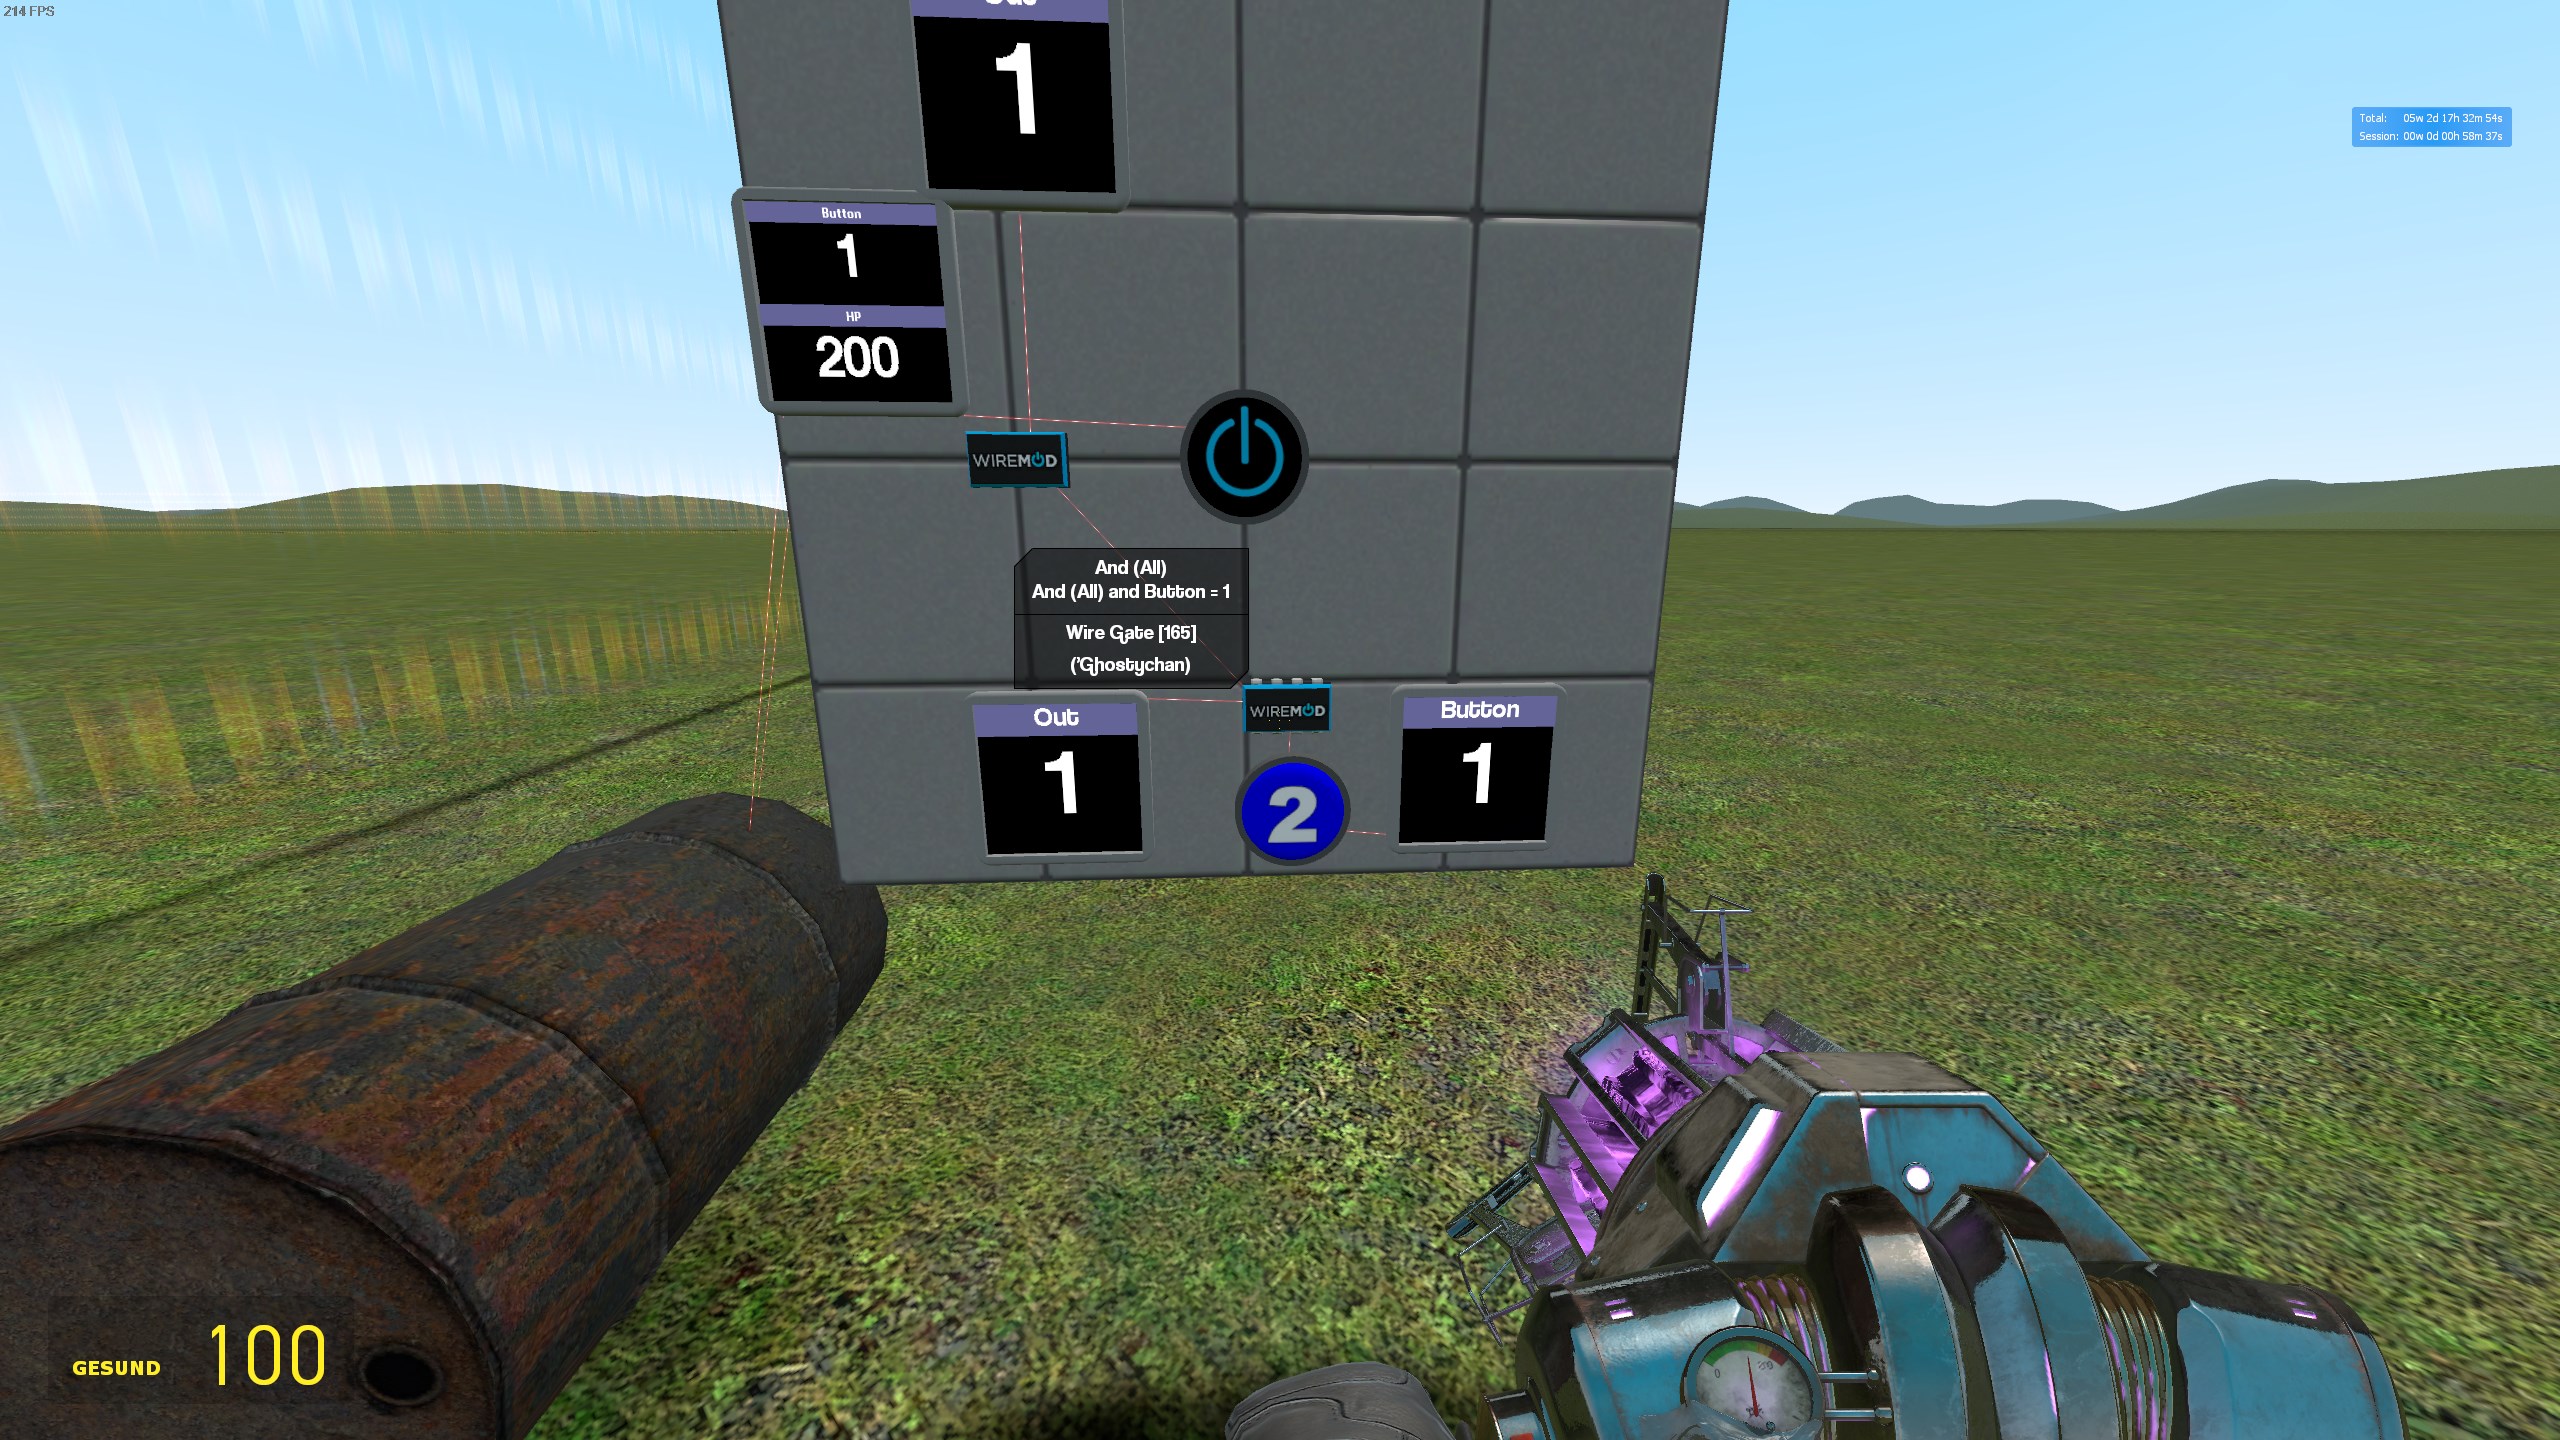 214 FPS
Out
1
Total: 05w 2d 17h 32m 54s
Session: 00w 0d 00h 58m 37s
Button
1
HP
200
WIREMOD
And (All)
And (All) and Button = 1
Wire Gate [165]
('Ghostychan)
Out
1
WIREMOD
2
Button
1
GESUND 100